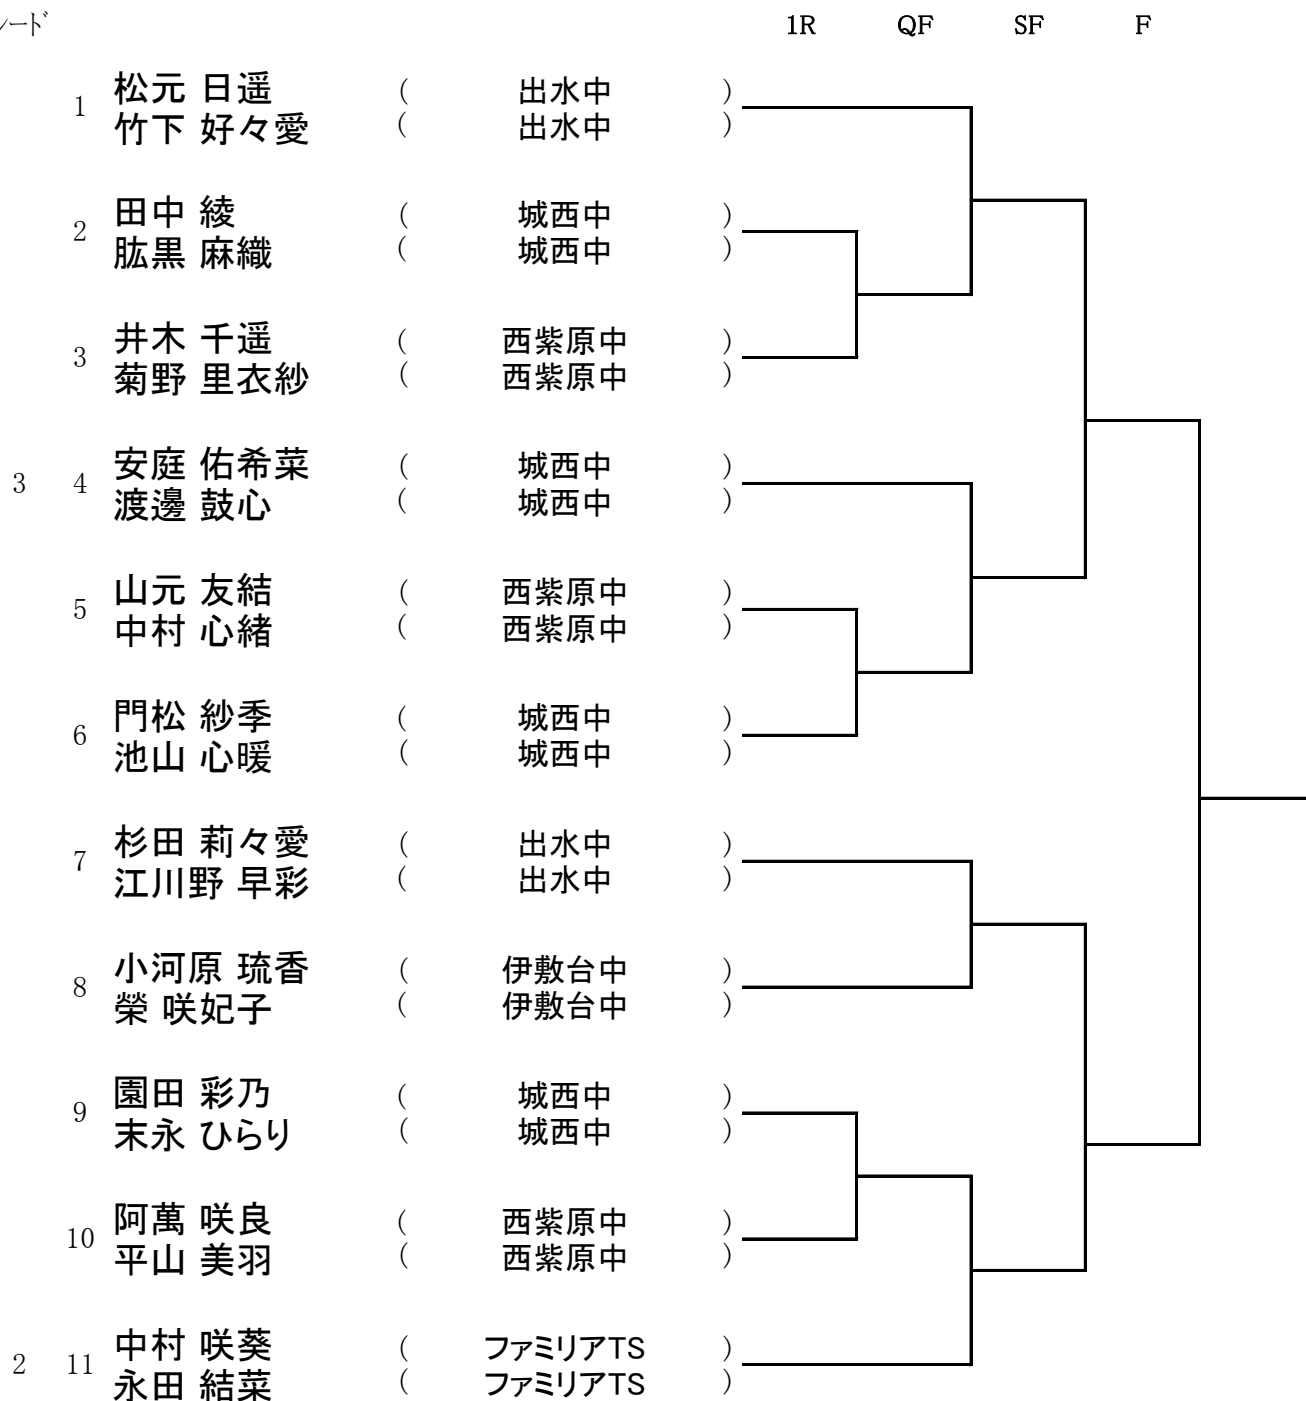 ード 1R QF SF F
1 松元 日遥 ( 出水中 )
竹下 好々愛 ( 出水中 )
2 田中 綾 ( 城西中 )
肱黒 麻織 ( 城西中 )
3 井木 千遥 ( 西紫原中 )
菊野 里衣紗 ( 西紫原中 )
3 4 安庭 佑希菜 ( 城西中 )
渡邊 鼓心 ( 城西中 )
5 山元 友結 ( 西紫原中 )
中村 心緒 ( 西紫原中 )
6 門松 紗季 ( 城西中 )
池山 心暖 ( 城西中 )
7 杉田 莉々愛 ( 出水中 )
江川野 早彩 ( 出水中 )
8 小河原 琉香 ( 伊敷台中 )
榮 咲妃子 ( 伊敷台中 )
9 園田 彩乃 ( 城西中 )
末永 ひらり ( 城西中 )
10 阿萬 咲良 ( 西紫原中 )
平山 美羽 ( 西紫原中 )
2 11 中村 咲葵 ( ファミリアTS )
永田 結菜 ( ファミリアTS )